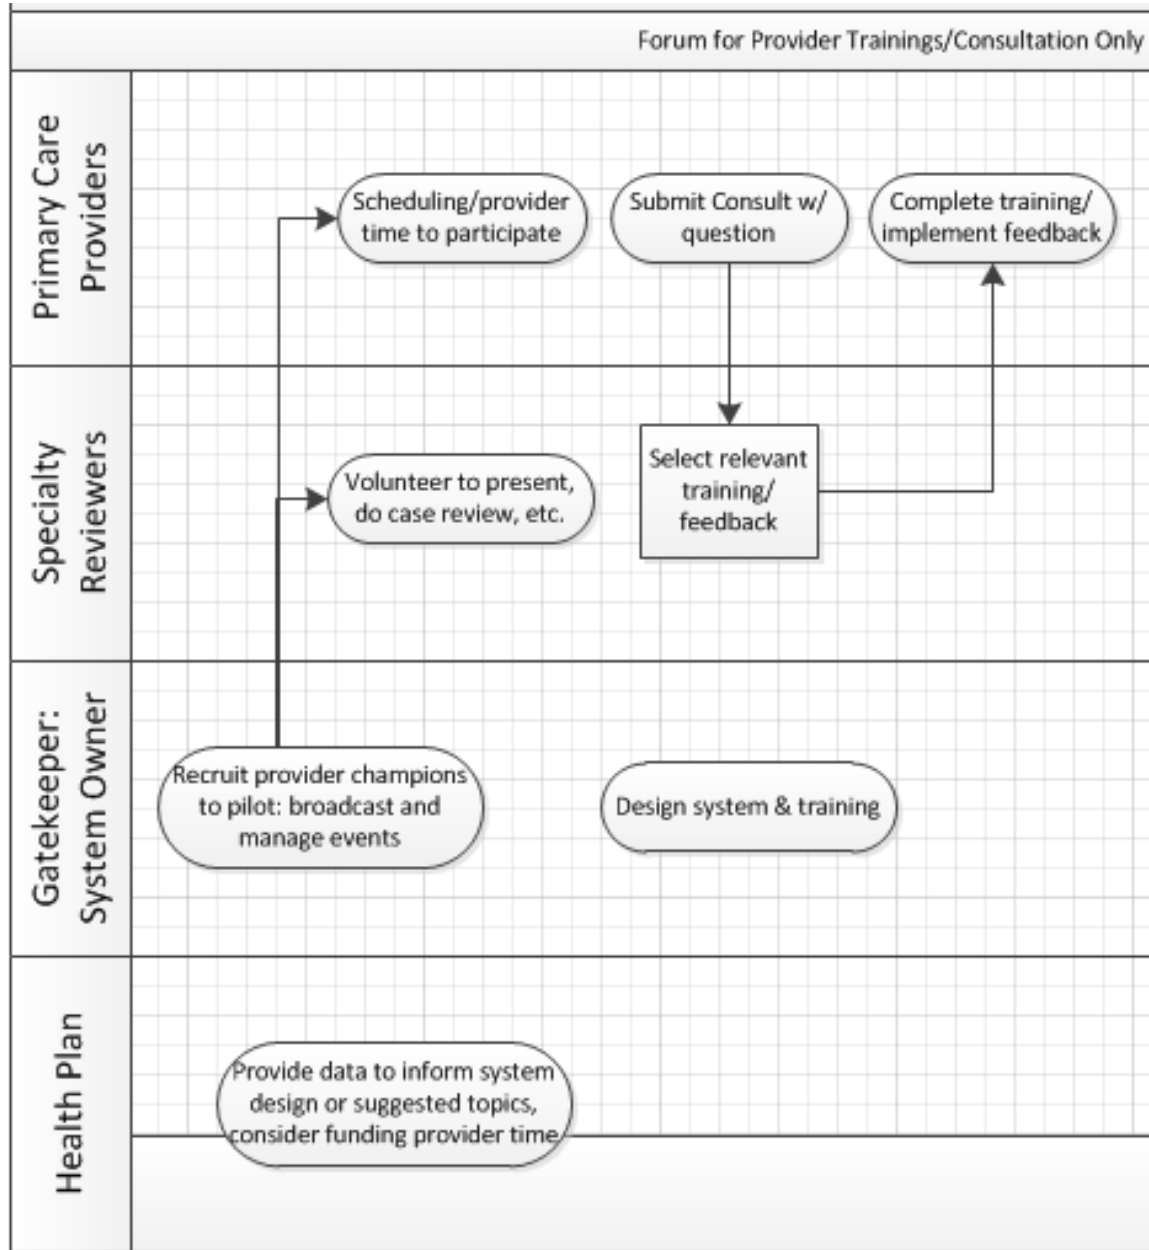 Forum for Provider Trainings/Consultation Only
Primary Care
Providers
Scheduling/provider
time to participate
Submit Consult w/
question
Complete training/
implement feedback
Specialty
Reviewers
Volunteer to present,
do case review, etc.
Select relevant
training/
feedback
Gatekeeper:
System Owner
Recruit provider champions
to pilot: broadcast and
manage events
Design system & training
Health Plan
Provide data to inform system
design or suggested topics,
consider funding provider time